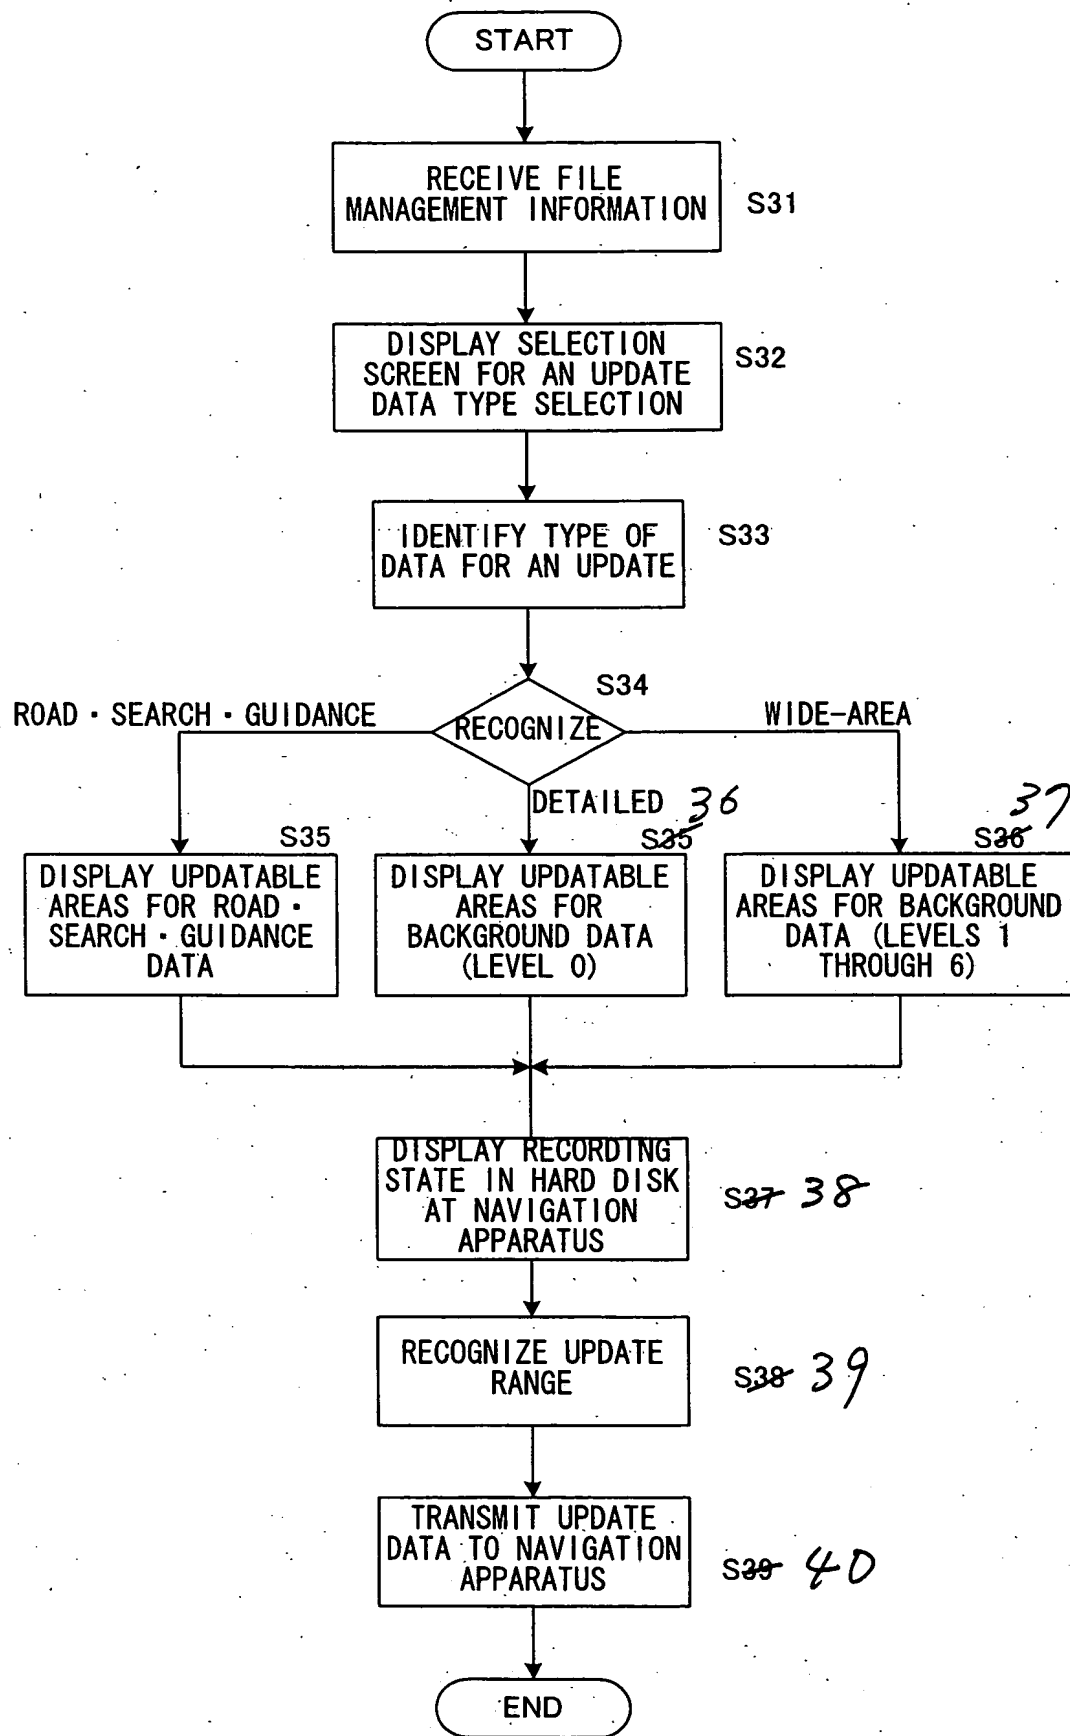 START
RECEIVE FILE
MANAGEMENT INFORMATION
S31
DISPLAY SELECTION
SCREEN FOR AN UPDATE
DATA TYPE SELECTION
S32
IDENTIFY TYPE OF
DATA FOR AN UPDATE
S33
S34
ROAD・SEARCH・GUIDANCE
RECOGNIZE
WIDE-AREA
DETAILED
36
37
S35
S35
S36
DISPLAY UPDATABLE
AREAS FOR ROAD・
SEARCH・GUIDANCE
DATA
DISPLAY UPDATABLE
AREAS FOR
BACKGROUND DATA
(LEVEL 0)
DISPLAY UPDATABLE
AREAS FOR BACKGROUND
DATA (LEVELS 1
THROUGH 6)
DISPLAY RECORDING
STATE IN HARD DISK
AT NAVIGATION
APPARATUS
S37 38
RECOGNIZE UPDATE
RANGE
S38 39
TRANSMIT UPDATE
DATA TO NAVIGATION
APPARATUS
S39 40
END